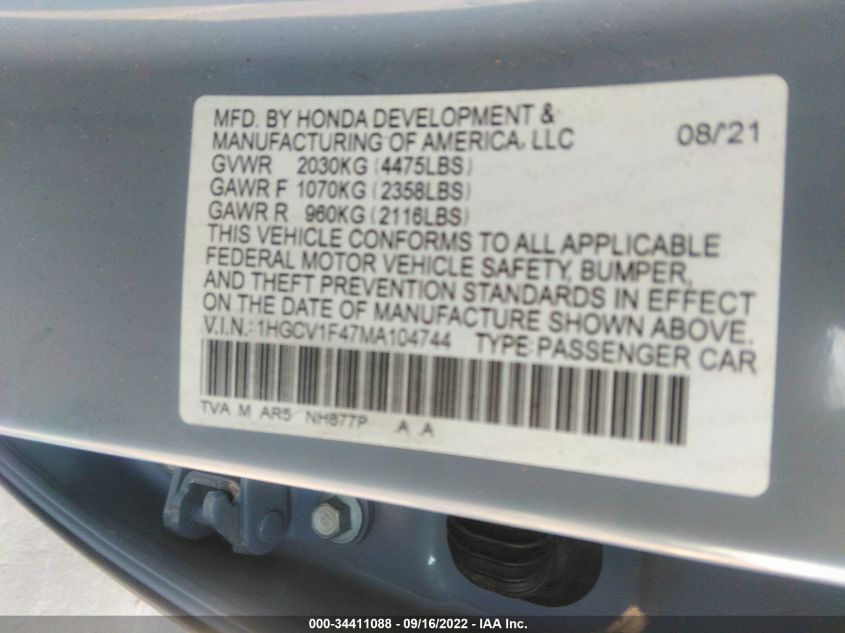 MFD. BY HONDA DEVELOPMENT &
MANUFACTURING OF AMERICA, LLC 08/'21
GVWR 2030KG (4475LBS)
GAWR F 1070KG (2358LBS)
GAWR R 960KG (2116LBS)
THIS VEHICLE CONFORMS TO ALL APPLICABLE
FEDERAL MOTOR VEHICLE SAFETY, BUMPER,
AND THEFT PREVENTION STANDARDS IN EFFECT
ON THE DATE OF MANUFACTURE SHOWN ABOVE.
V.I.N.: 1HGCV1F47MA104744 TYPE:PASSENGER CAR
TVA M AR5 NH877P A A
000-34411088 - 09/16/2022 - IAA Inc.